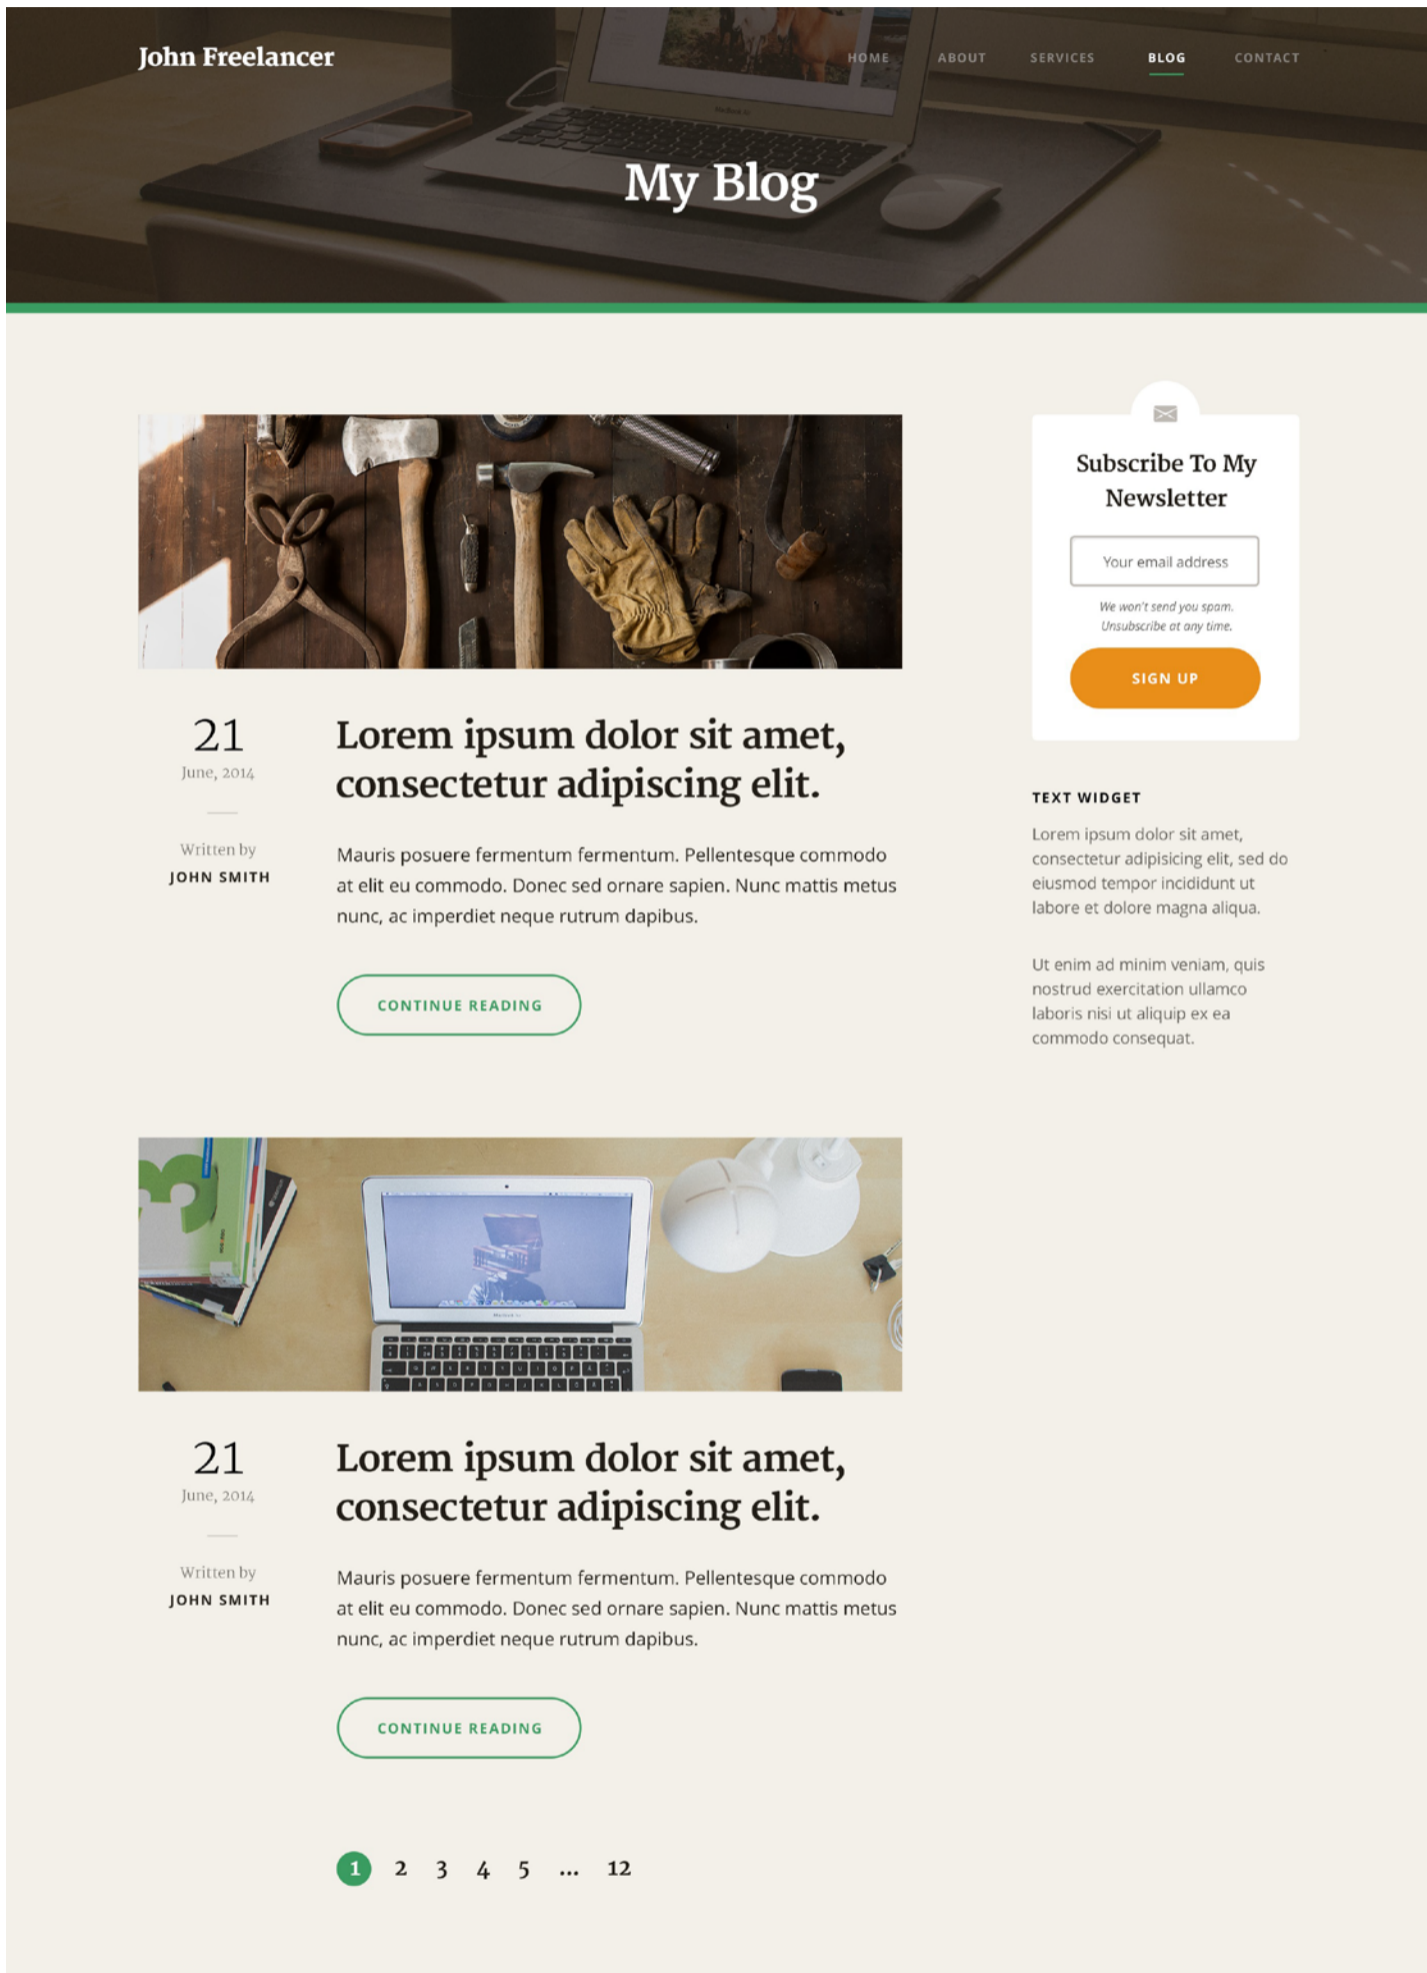 John Freelancer
HOME ABOUT SERVICES BLOG CONTACT
MacBook Air
My Blog
21
June, 2014
Written by
JOHN SMITH
Lorem ipsum dolor sit amet,
consectetur adipiscing elit.
Mauris posuere fermentum fermentum. Pellentesque commodo
at elit eu commodo. Donec sed ornare sapien. Nunc mattis metus
nunc, ac imperdiet neque rutrum dapibus.
CONTINUE READING
Subscribe To My
Newsletter
Your email address
We won't send you spam.
Unsubscribe at any time.
SIGN UP
TEXT WIDGET
Lorem ipsum dolor sit amet,
consectetur adipisicing elit, sed do
eiusmod tempor incididunt ut
labore et dolore magna aliqua.
Ut enim ad minim veniam, quis
nostrud exercitation ullamco
laboris nisi ut aliquip ex ea
commodo consequat.
MacBook Air
21
June, 2014
Written by
JOHN SMITH
Lorem ipsum dolor sit amet,
consectetur adipiscing elit.
Mauris posuere fermentum fermentum. Pellentesque commodo
at elit eu commodo. Donec sed ornare sapien. Nunc mattis metus
nunc, ac imperdiet neque rutrum dapibus.
CONTINUE READING
1 2 3 4 5 ... 12